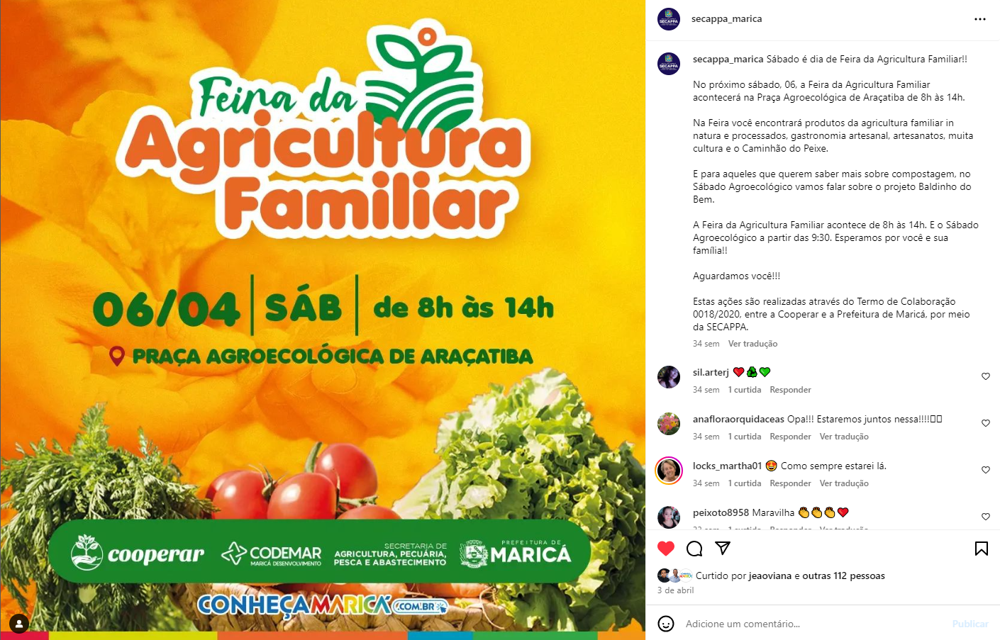 Feira da
Agricultura
Familiar
06/04 SÁB de 8h às 14h
PRAÇA AGROECOLÓGICA DE ARAÇATIBA
cooperar
CODEMAR
MARICÁ DESENVOLVIMENTO
SECRETARIA DE
AGRICULTURA, PECUÁRIA,
PESCA E ABASTECIMENTO
PREFEITURA DE
MARICÁ
CONHEÇAMARICÁ.COM.BR
SECAPPA
secappa_marica
SECAPPA
secappa_marica Sábado é dia de Feira da Agricultura Familiar!!
No próximo sábado, 06, a Feira da Agricultura Familiar
acontecerá na Praça Agroecológica de Araçatiba de 8h às 14h.
Na Feira você encontrará produtos da agricultura familiar in
natura e processados, gastronomia artesanal, artesanatos, muita
cultura e o Caminhão do Peixe.
E para aqueles que querem saber mais sobre compostagem, no
Sábado Agroecológico vamos falar sobre o projeto Baldinho do
Bem.
A Feira da Agricultura Familiar acontece de 8h às 14h. E o Sábado
Agroecológico a partir das 9:30. Esperamos por você e sua
família!!
Aguardamos você!!!
Estas ações são realizadas através do Termo de Colaboração
0018/2020, entre a Cooperar e a Prefeitura de Maricá, por meio
da SECAPPA.
34 sem Ver tradução
sil.arterj
34 sem 1 curtida Responder
anafloraorquidaceas Opa!!! Estaremos juntos nessa!!!!
34 sem 1 curtida Responder Ver tradução
locks_martha01 😍 Como sempre estarei lá.
34 sem 1 curtida Responder Ver tradução
peixoto8958 Maravilha 👏👏👏❤️
Curtido por jeaoviana e outras 112 pessoas
3 de abril
Adicione um comentário...
Publicar